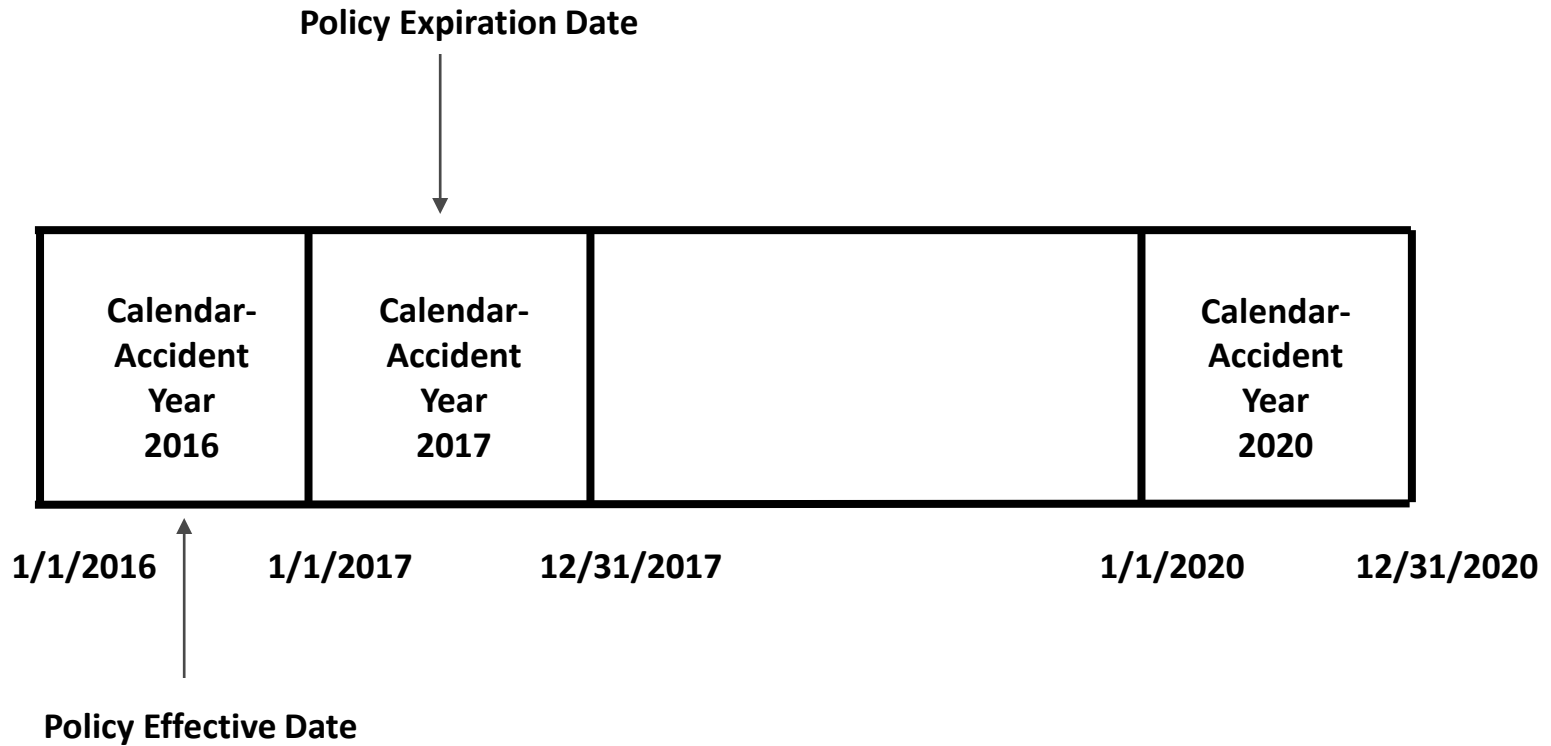 Policy Expiration Date
Calendar-
Accident
Year
2016
Calendar-
Accident
Year
2017
Calendar-
Accident
Year
2020
1/1/2016
1/1/2017
12/31/2017
1/1/2020
12/31/2020
Policy Effective Date